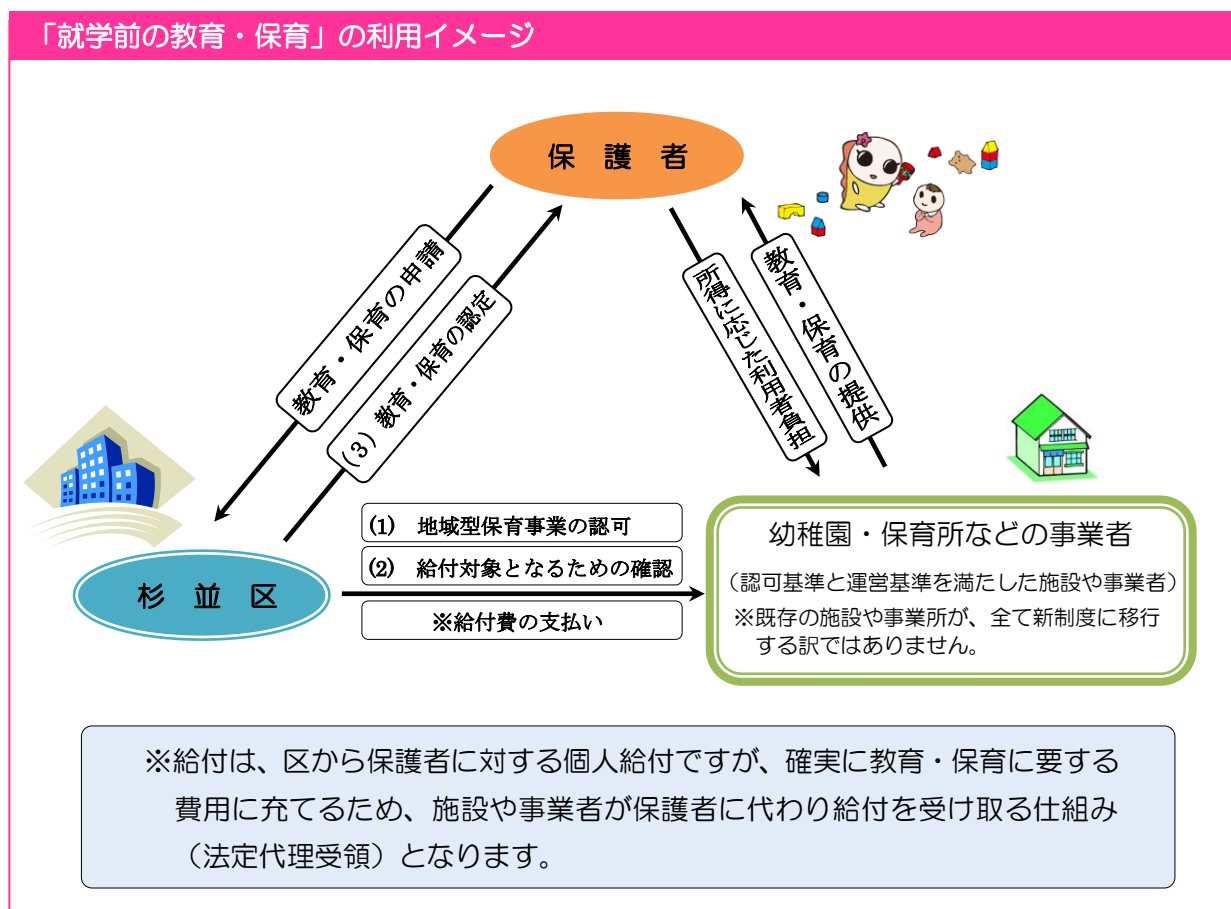 「就学前の教育・保育」の利用イメージ
保 護 者
教育・保育の申請
(3) 教育・保育の認定
所得に応じた利用者負担
教育・保育の提供
杉 並 区
(1) 地域型保育事業の認可
(2) 給付対象となるための確認
※給付費の支払い
幼稚園・保育所などの事業者
（認可基準と運営基準を満たした施設や事業者）
※既存の施設や事業所が、全て新制度に移行
する訳ではありません。
※給付は、区から保護者に対する個人給付ですが、確実に教育・保育に要する
費用に充てるため、施設や事業者が保護者に代わり給付を受け取る仕組み
（法定代理受領）となります。